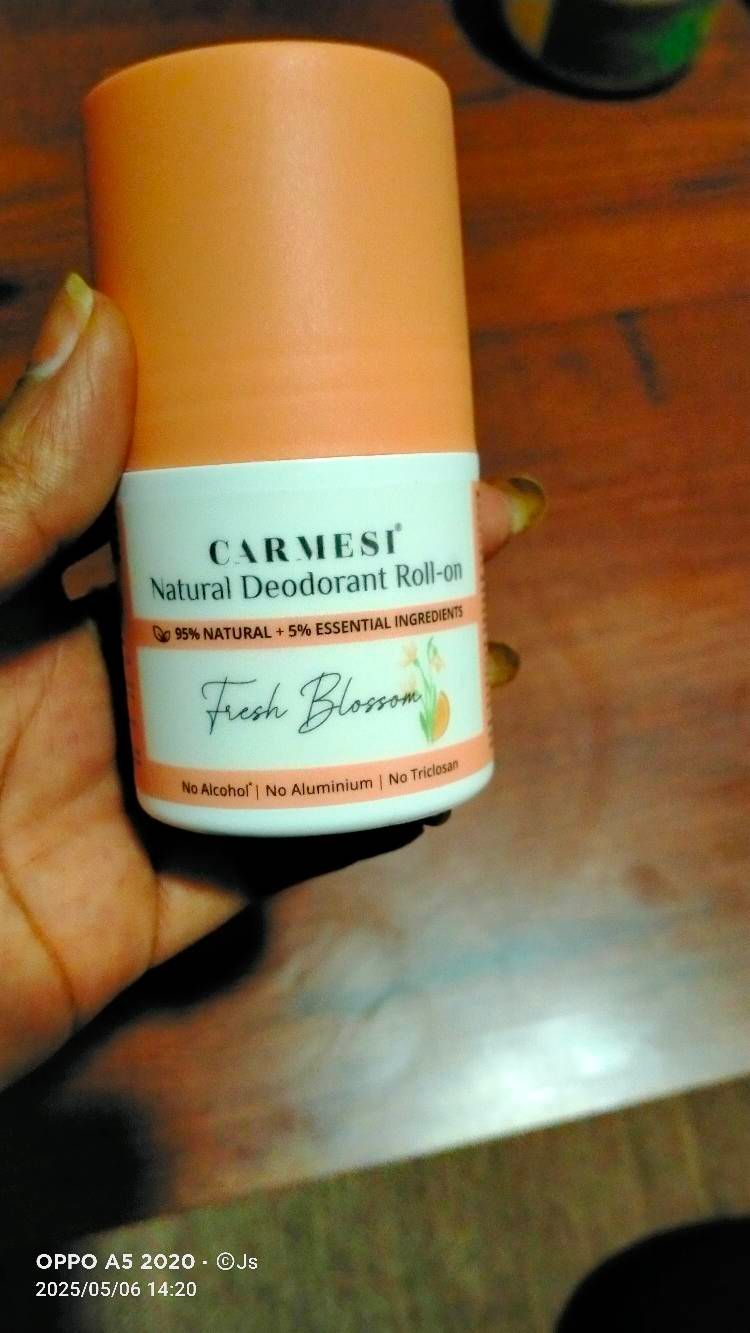 CARMESI®
Natural Deodorant Roll-on
95% NATURAL + 5% ESSENTIAL INGREDIENTS
Fresh Blossom
No Alcohol* | No Aluminium | No Triclosan
OPPO A5 2020 · ©Js
2025/05/06 14:20